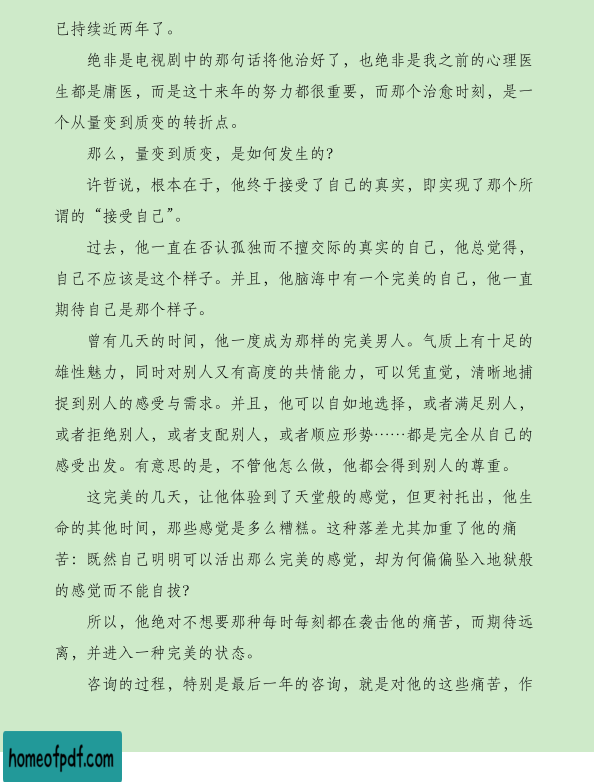 已持续近两年了。
绝非是电视剧中的那句话将他治好了，也绝非是我之前的心理医
生都是庸医，而是这十来年的努力都很重要，而那个治愈时刻，是一
个从量变到质变的转折点。
那么，量变到质变，是如何发生的？
许哲说，根本在于，他终于接受了自己的真实，即实现了那个所
谓的“接受自己”。
过去，他一直在否认孤独而不擅交际的真实的自己，他总觉得，
自己不应该是这个样子。并且，他脑海中有一个完美的自己，他一直
期待自己是那个样子。
曾有几天的时间，他一度成为那样的完美男人。气质上有十足的
雄性魅力，同时对别人又有高度的共情能力，可以凭直觉，清晰地捕
捉到别人的感受与需求。并且，他可以自如地选择，或者满足别人，
或者拒绝别人，或者支配别人，或者顺应形势……都是完全从自己的
感受出发。有意思的是，不管他怎么做，他都会得到别人的尊重。
这完美的几天，让他体验到了天堂般的感觉，但更衬托出，他生
命的其他时间，那些感觉是多么糟糕。这种落差尤其加重了他的痛
苦：既然自己明明可以活出那么完美的感觉，却为何偏偏坠入地狱般
的感觉而不能自拔？
所以，他绝对不想要那种每时每刻都在袭击他的痛苦，而期待远
离，并进入一种完美的状态。
咨询的过程，特别是最后一年的咨询，就是对他的这些痛苦，作
homeofpdf.com